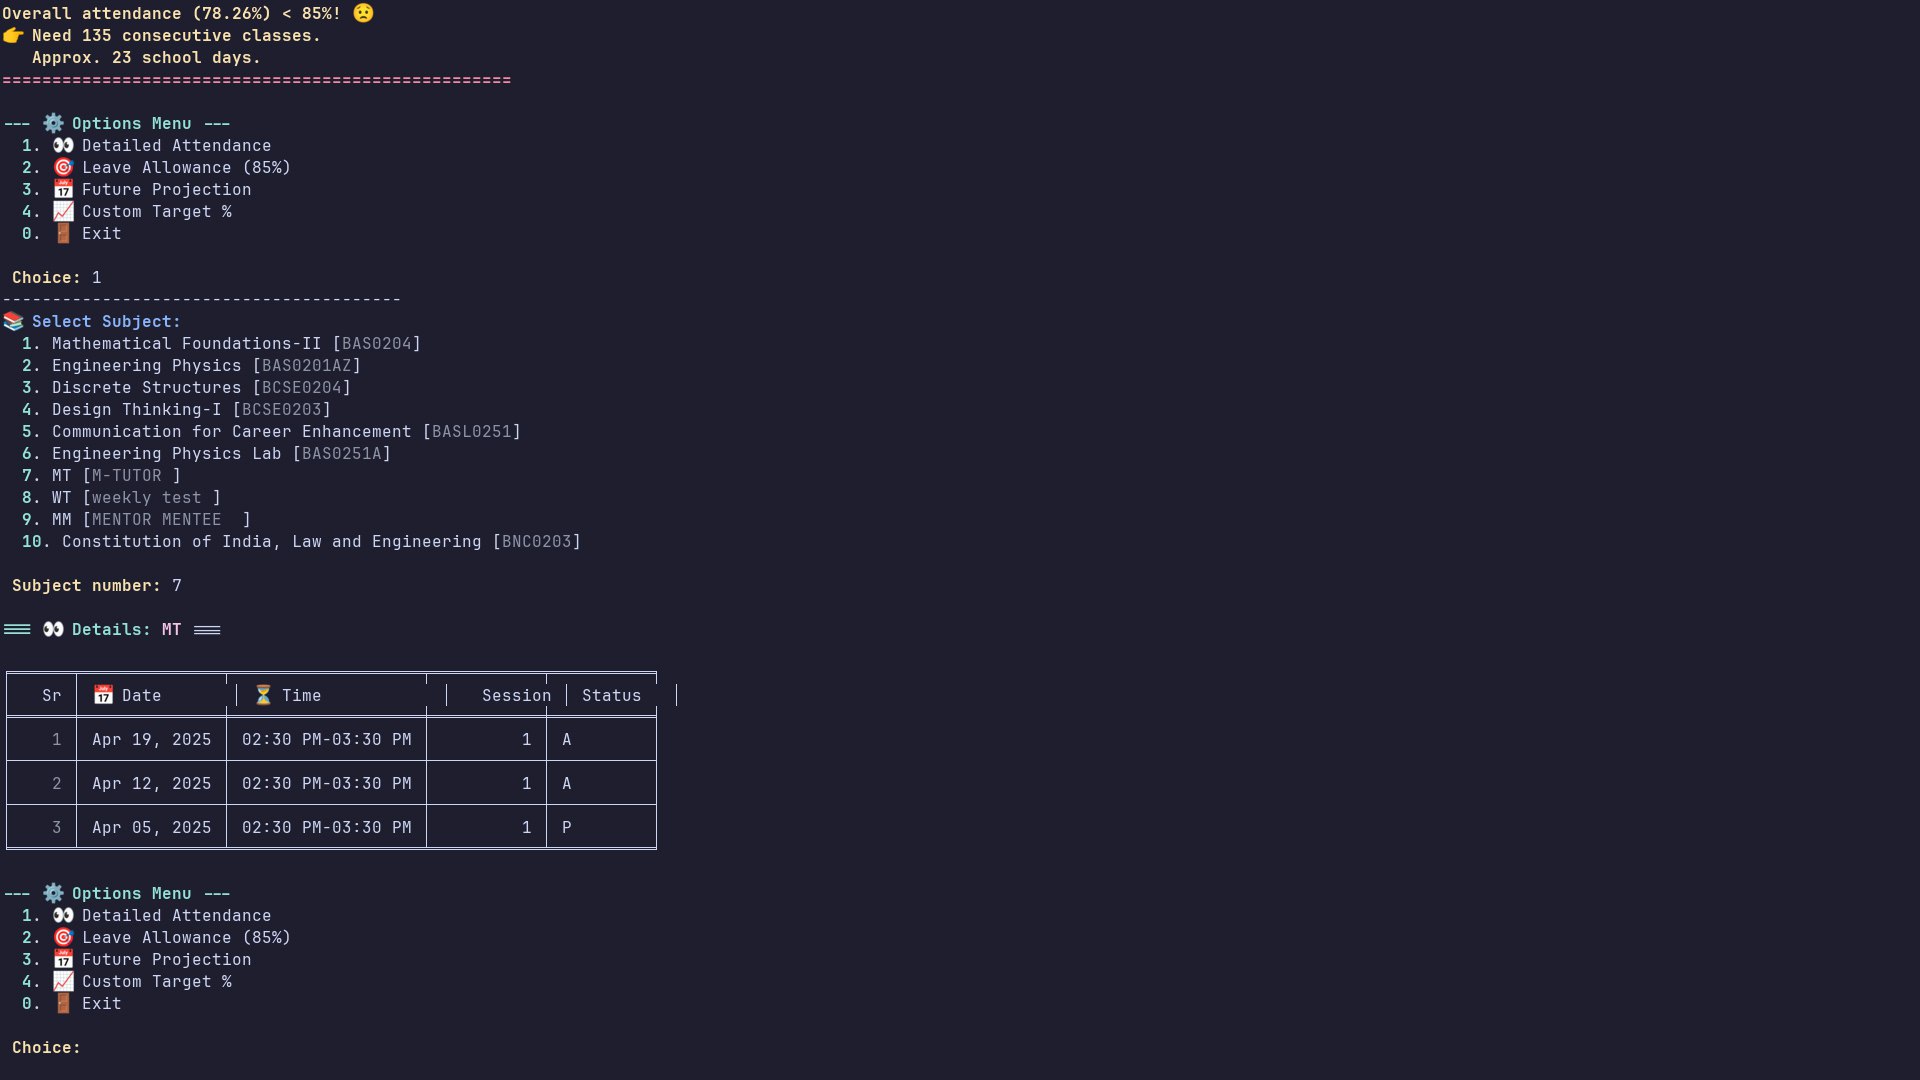 Overall attendance (78.26%) < 85%! 😟
👉 Need 135 consecutive classes.
Approx. 23 school days.
===================================================
--- ⚙️ Options Menu ---
1. 👀 Detailed Attendance
2. 🎯 Leave Allowance (85%)
3. 📅 Future Projection
4. 📈 Custom Target %
0. 🚪 Exit
Choice: 1
----------------------------------------
📚 Select Subject:
1. Mathematical Foundations-II [BAS0204]
2. Engineering Physics [BAS0201AZ]
3. Discrete Structures [BCSE0204]
4. Design Thinking-I [BCSE0203]
5. Communication for Career Enhancement [BASL0251]
6. Engineering Physics Lab [BAS0251A]
7. MT [M-TUTOR ]
8. WT [weekly test ]
9. MM [MENTOR MENTEE  ]
10. Constitution of India, Law and Engineering [BNC0203]
Subject number: 7
=== 👀 Details: MT ===
Sr | 📅 Date | ⏳ Time | Session | Status |
1 Apr 19, 2025 02:30 PM-03:30 PM 1 A
2 Apr 12, 2025 02:30 PM-03:30 PM 1 A
3 Apr 05, 2025 02:30 PM-03:30 PM 1 P
--- ⚙️ Options Menu ---
1. 👀 Detailed Attendance
2. 🎯 Leave Allowance (85%)
3. 📅 Future Projection
4. 📈 Custom Target %
0. 🚪 Exit
Choice: